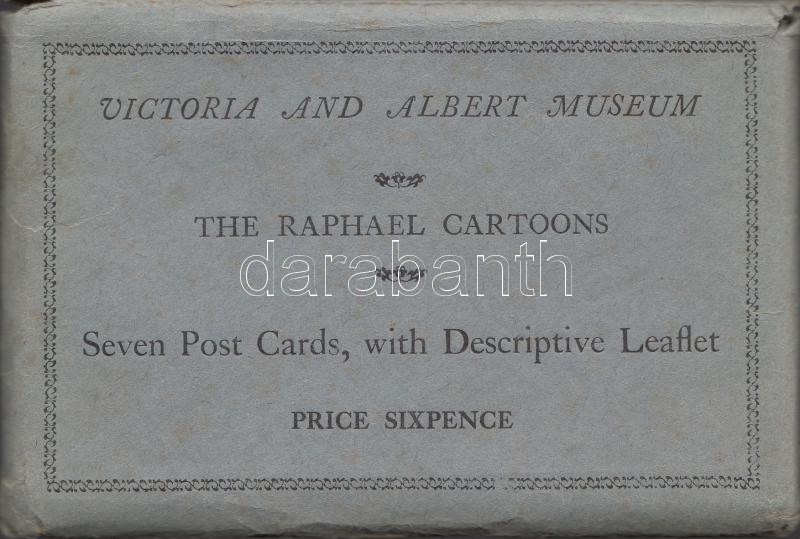 VICTORIA AND ALBERT MUSEUM
THE RAPHAEL CARTOONS
darabanth
Seven Post Cards, with Descriptive Leaflet
PRICE SIXPENCE